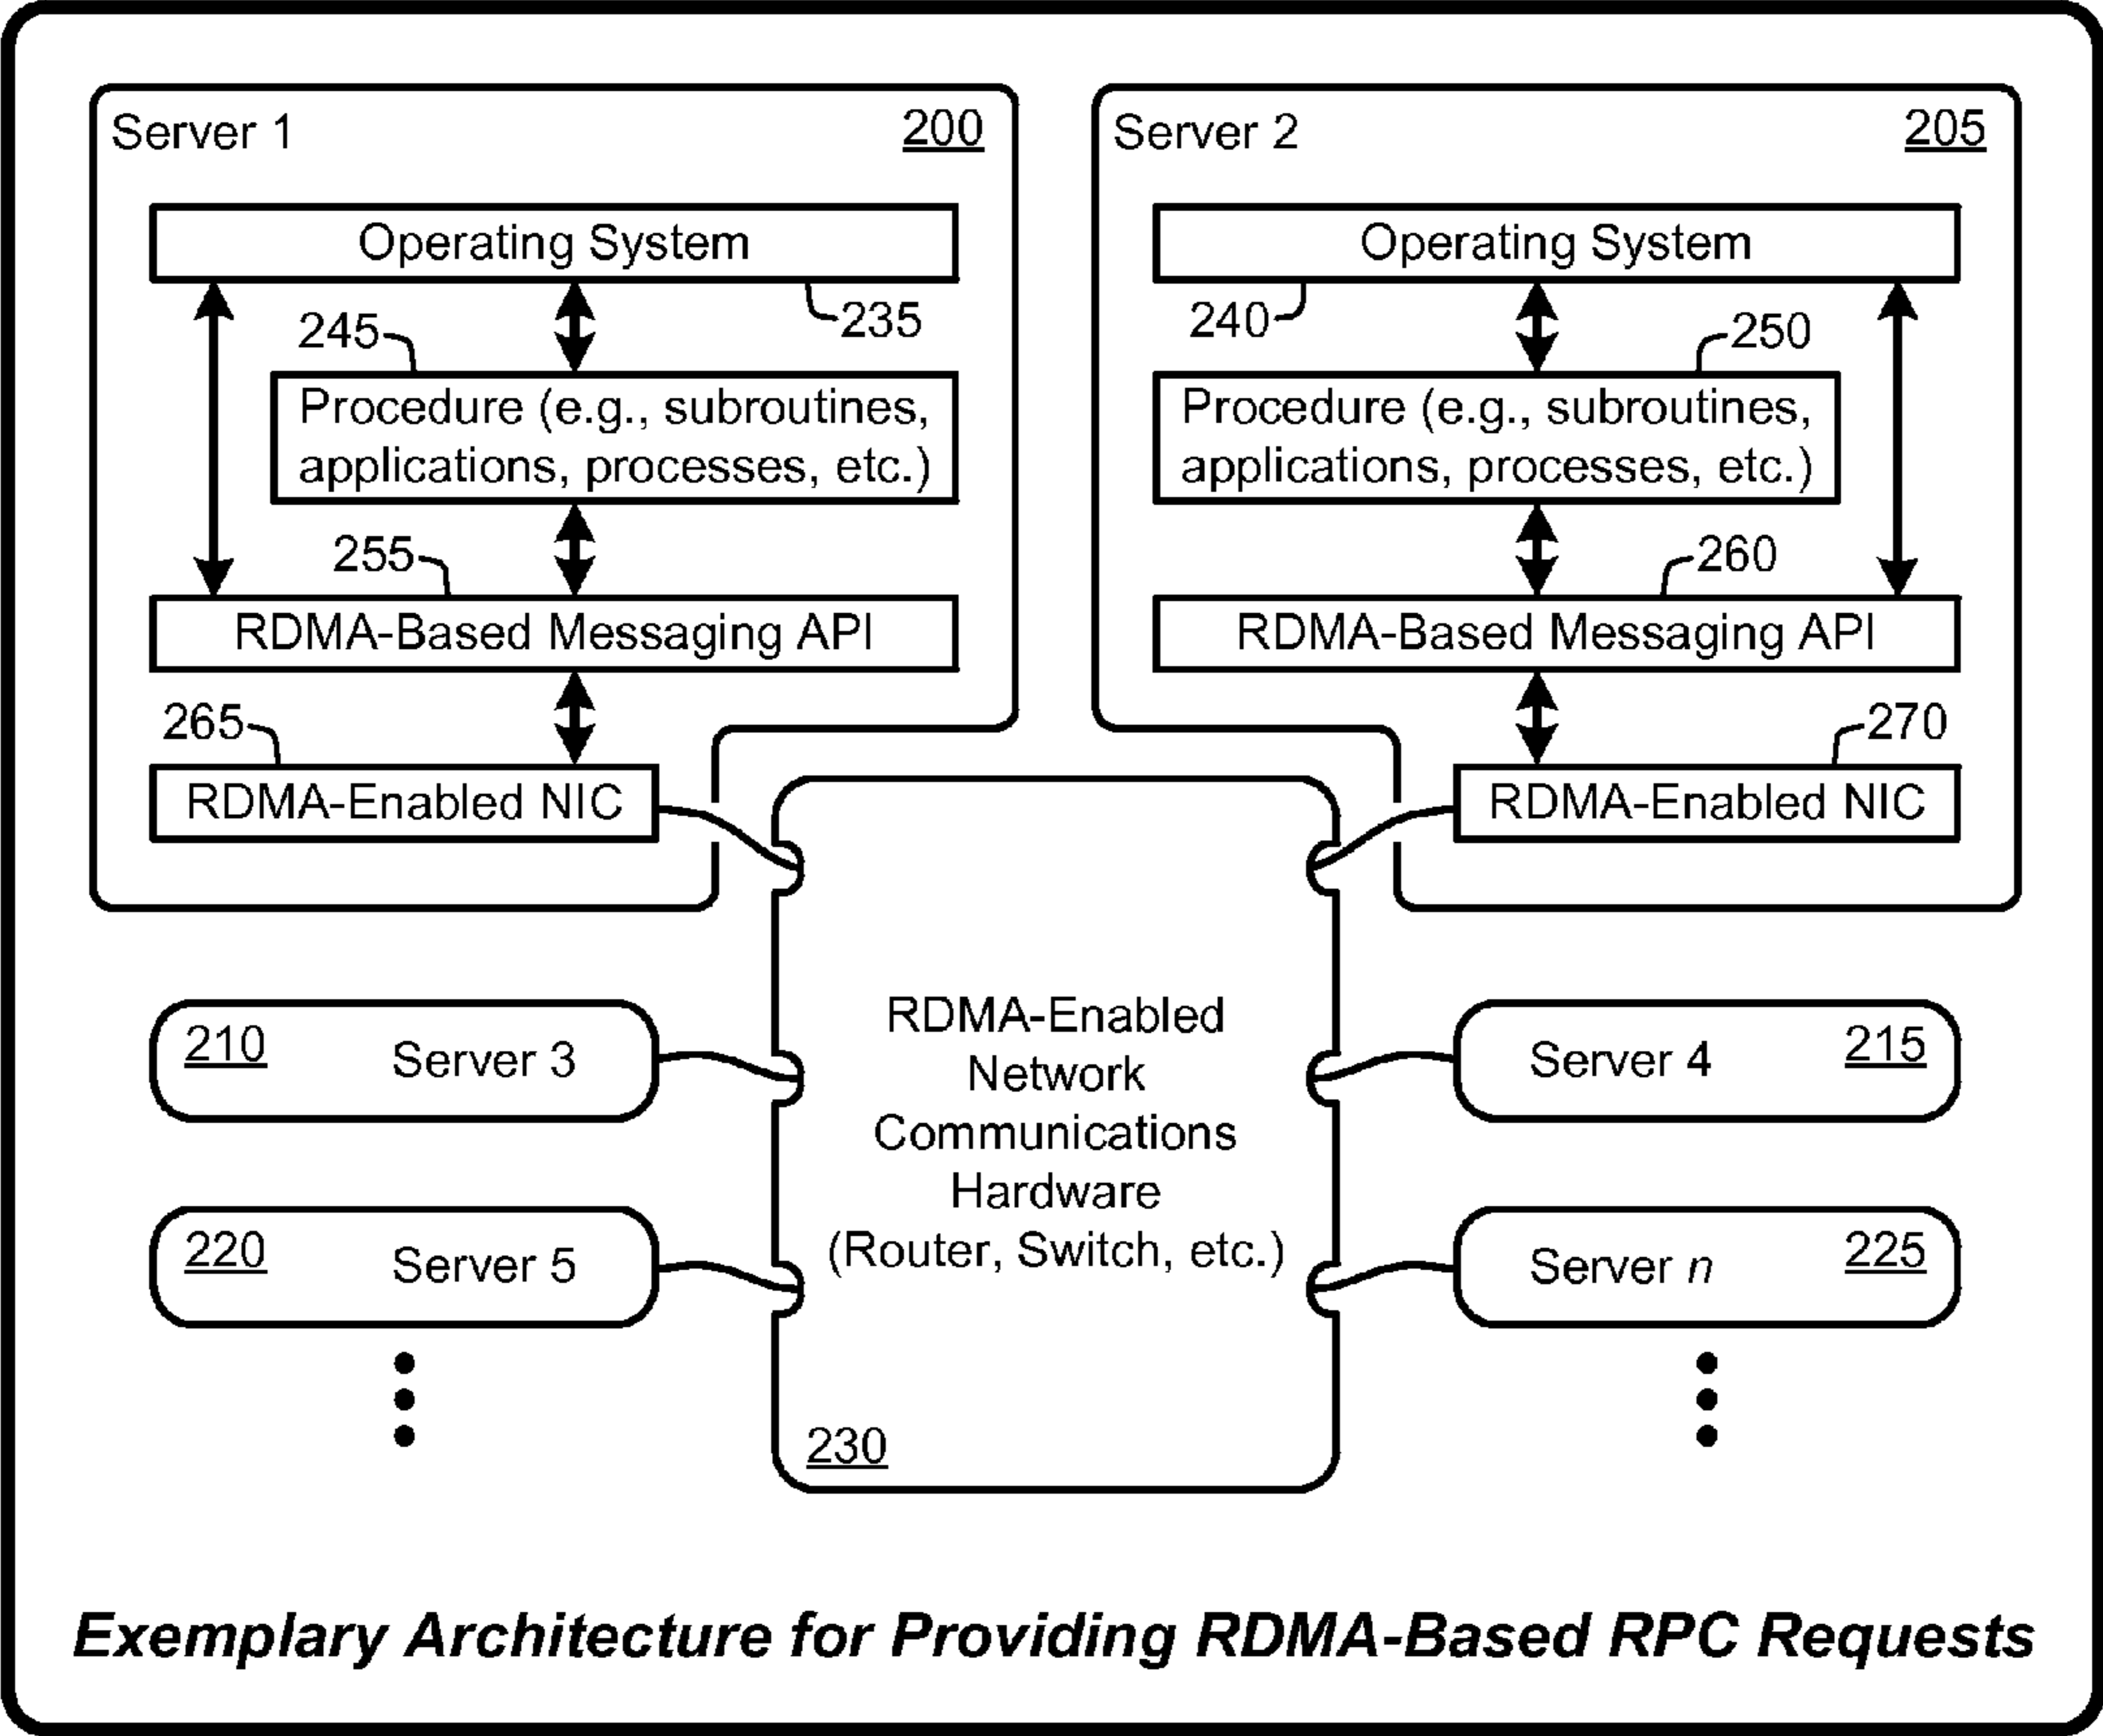 Server 1
200
Operating System
235
245
Procedure (e.g., subroutines,
applications, processes, etc.)
255
RDMA-Based Messaging API
265
RDMA-Enabled NIC
Server 2
205
Operating System
240
250
Procedure (e.g., subroutines,
applications, processes, etc.)
260
RDMA-Based Messaging API
270
RDMA-Enabled NIC
210
Server 3
220
Server 5
RDMA-Enabled
Network
Communications
Hardware
(Router, Switch, etc.)
230
Server 4
215
Server n
225
Exemplary Architecture for Providing RDMA-Based RPC Requests